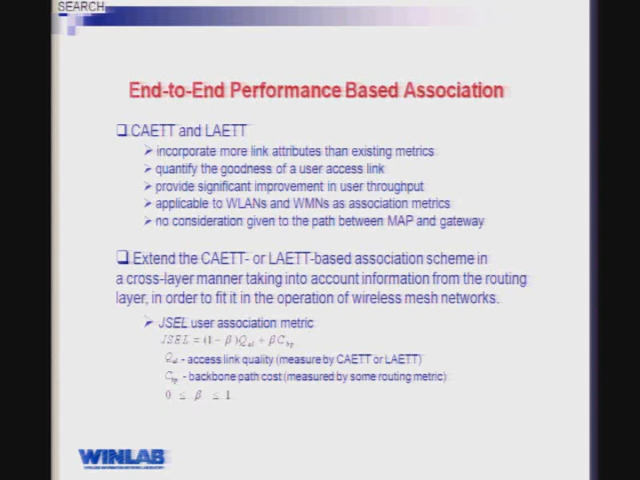 SEARCH
End-to-End Performance Based Association
❑ CAETT and LAETT
➢ incorporate more link attributes than existing metrics
➢ quantify the goodness of a user access link
➢ provide significant improvement in user throughput
➢ applicable to WLANs and WMNs as association metrics
➢ no consideration given to the path between MAP and gateway
❑ Extend the CAETT- or LAETT-based association scheme in
a cross-layer manner taking into account information from the routing
layer, in order to fit it in the operation of wireless mesh networks.
➢ JSEL user association metric
JSEL = (1 - β)Q_al + βC_bp
Q_al - access link quality (measure by CAETT or LAETT)
C_bp - backbone path cost (measured by some routing metric)
0 ≤ β ≤ 1
WINLAB